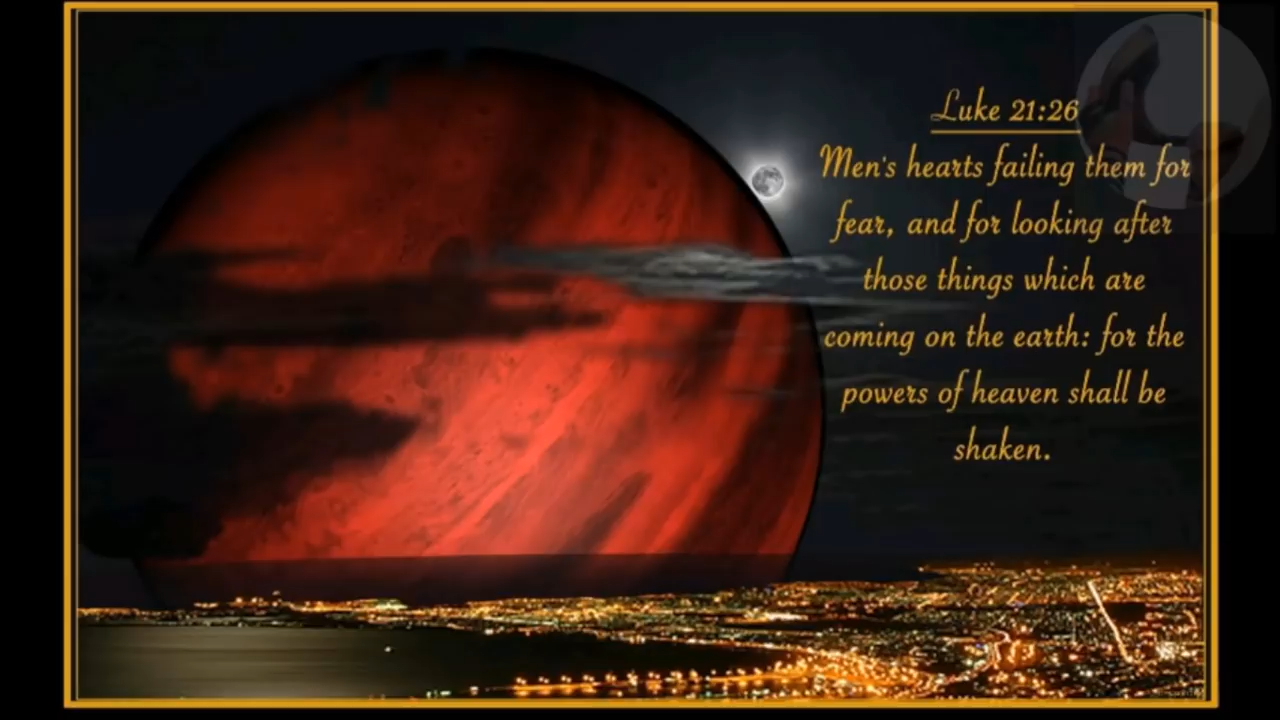 Luke 21:26
Men's hearts failing them for
fear, and for looking after
those things which are
coming on the earth: for the
powers of heaven shall be
shaken.